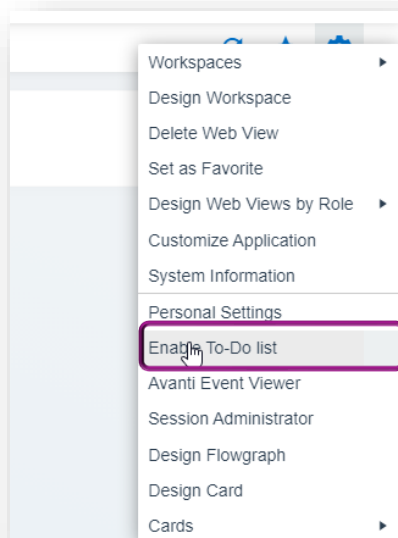 Workspaces
Design Workspace
Delete Web View
Set as Favorite
Design Web Views by Role
Customize Application
System Information
Personal Settings
Enable To-Do list
Avanti Event Viewer
Session Administrator
Design Flowgraph
Design Card
Cards